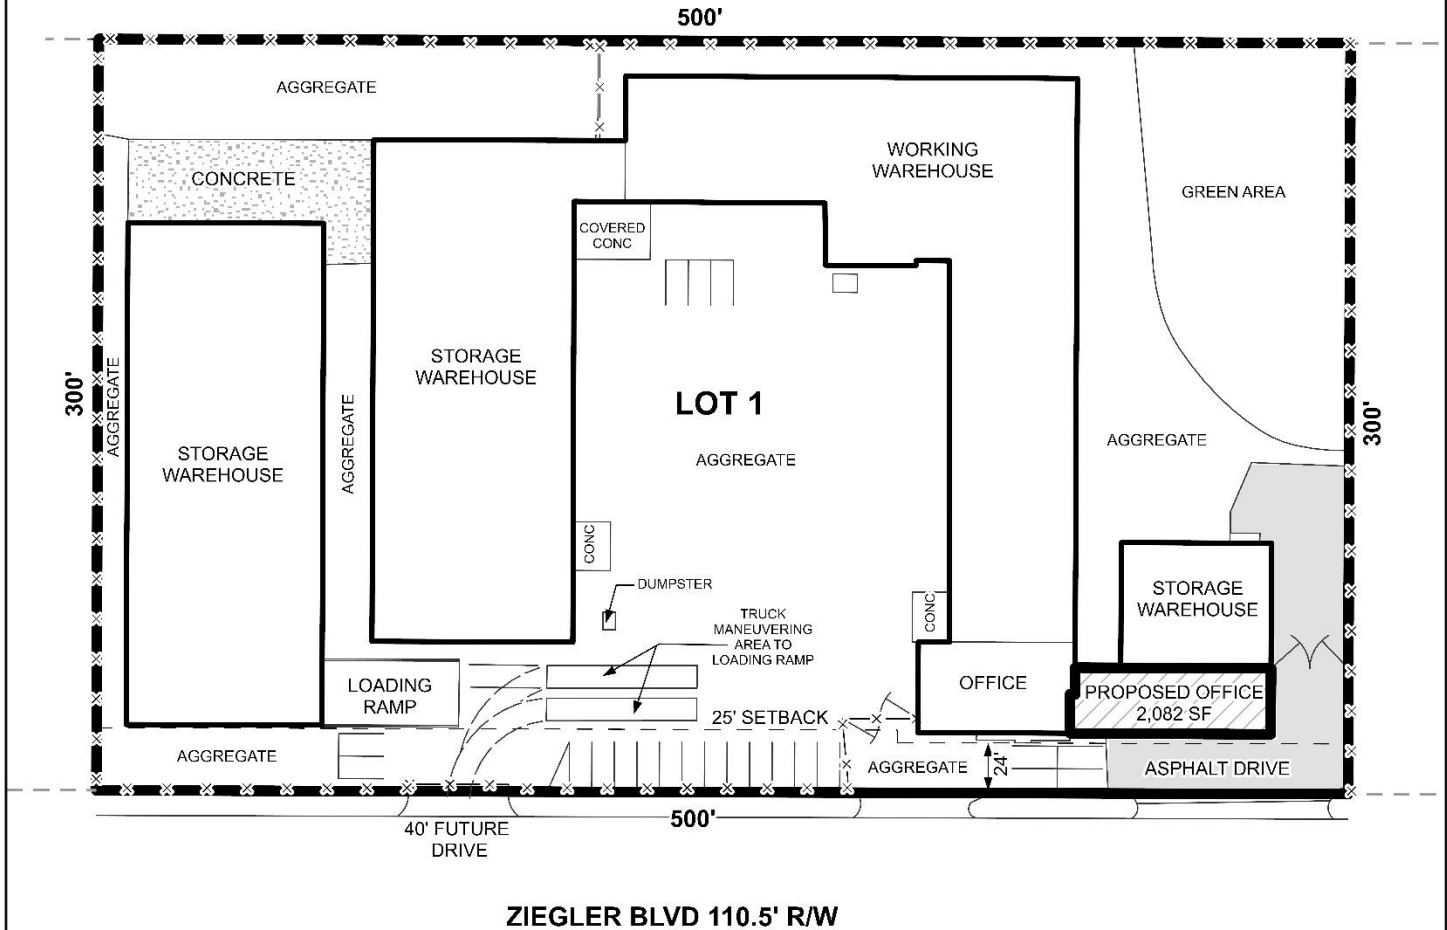 500'
AGGREGATE
WORKING
WAREHOUSE
CONCRETE
GREEN AREA
COVERED
CONC
STORAGE
WAREHOUSE
300'
AGGREGATE
AGGREGATE
LOT 1
AGGREGATE
AGGREGATE
300'
STORAGE
WAREHOUSE
CONC
DUMPSTER
TRUCK
MANEUVERING
AREA TO
LOADING RAMP
CONC
STORAGE
WAREHOUSE
LOADING
RAMP
OFFICE
PROPOSED OFFICE
2,082 SF
25' SETBACK
AGGREGATE
AGGREGATE
24'
ASPHALT DRIVE
500'
40' FUTURE
DRIVE
ZIEGLER BLVD 110.5' R/W